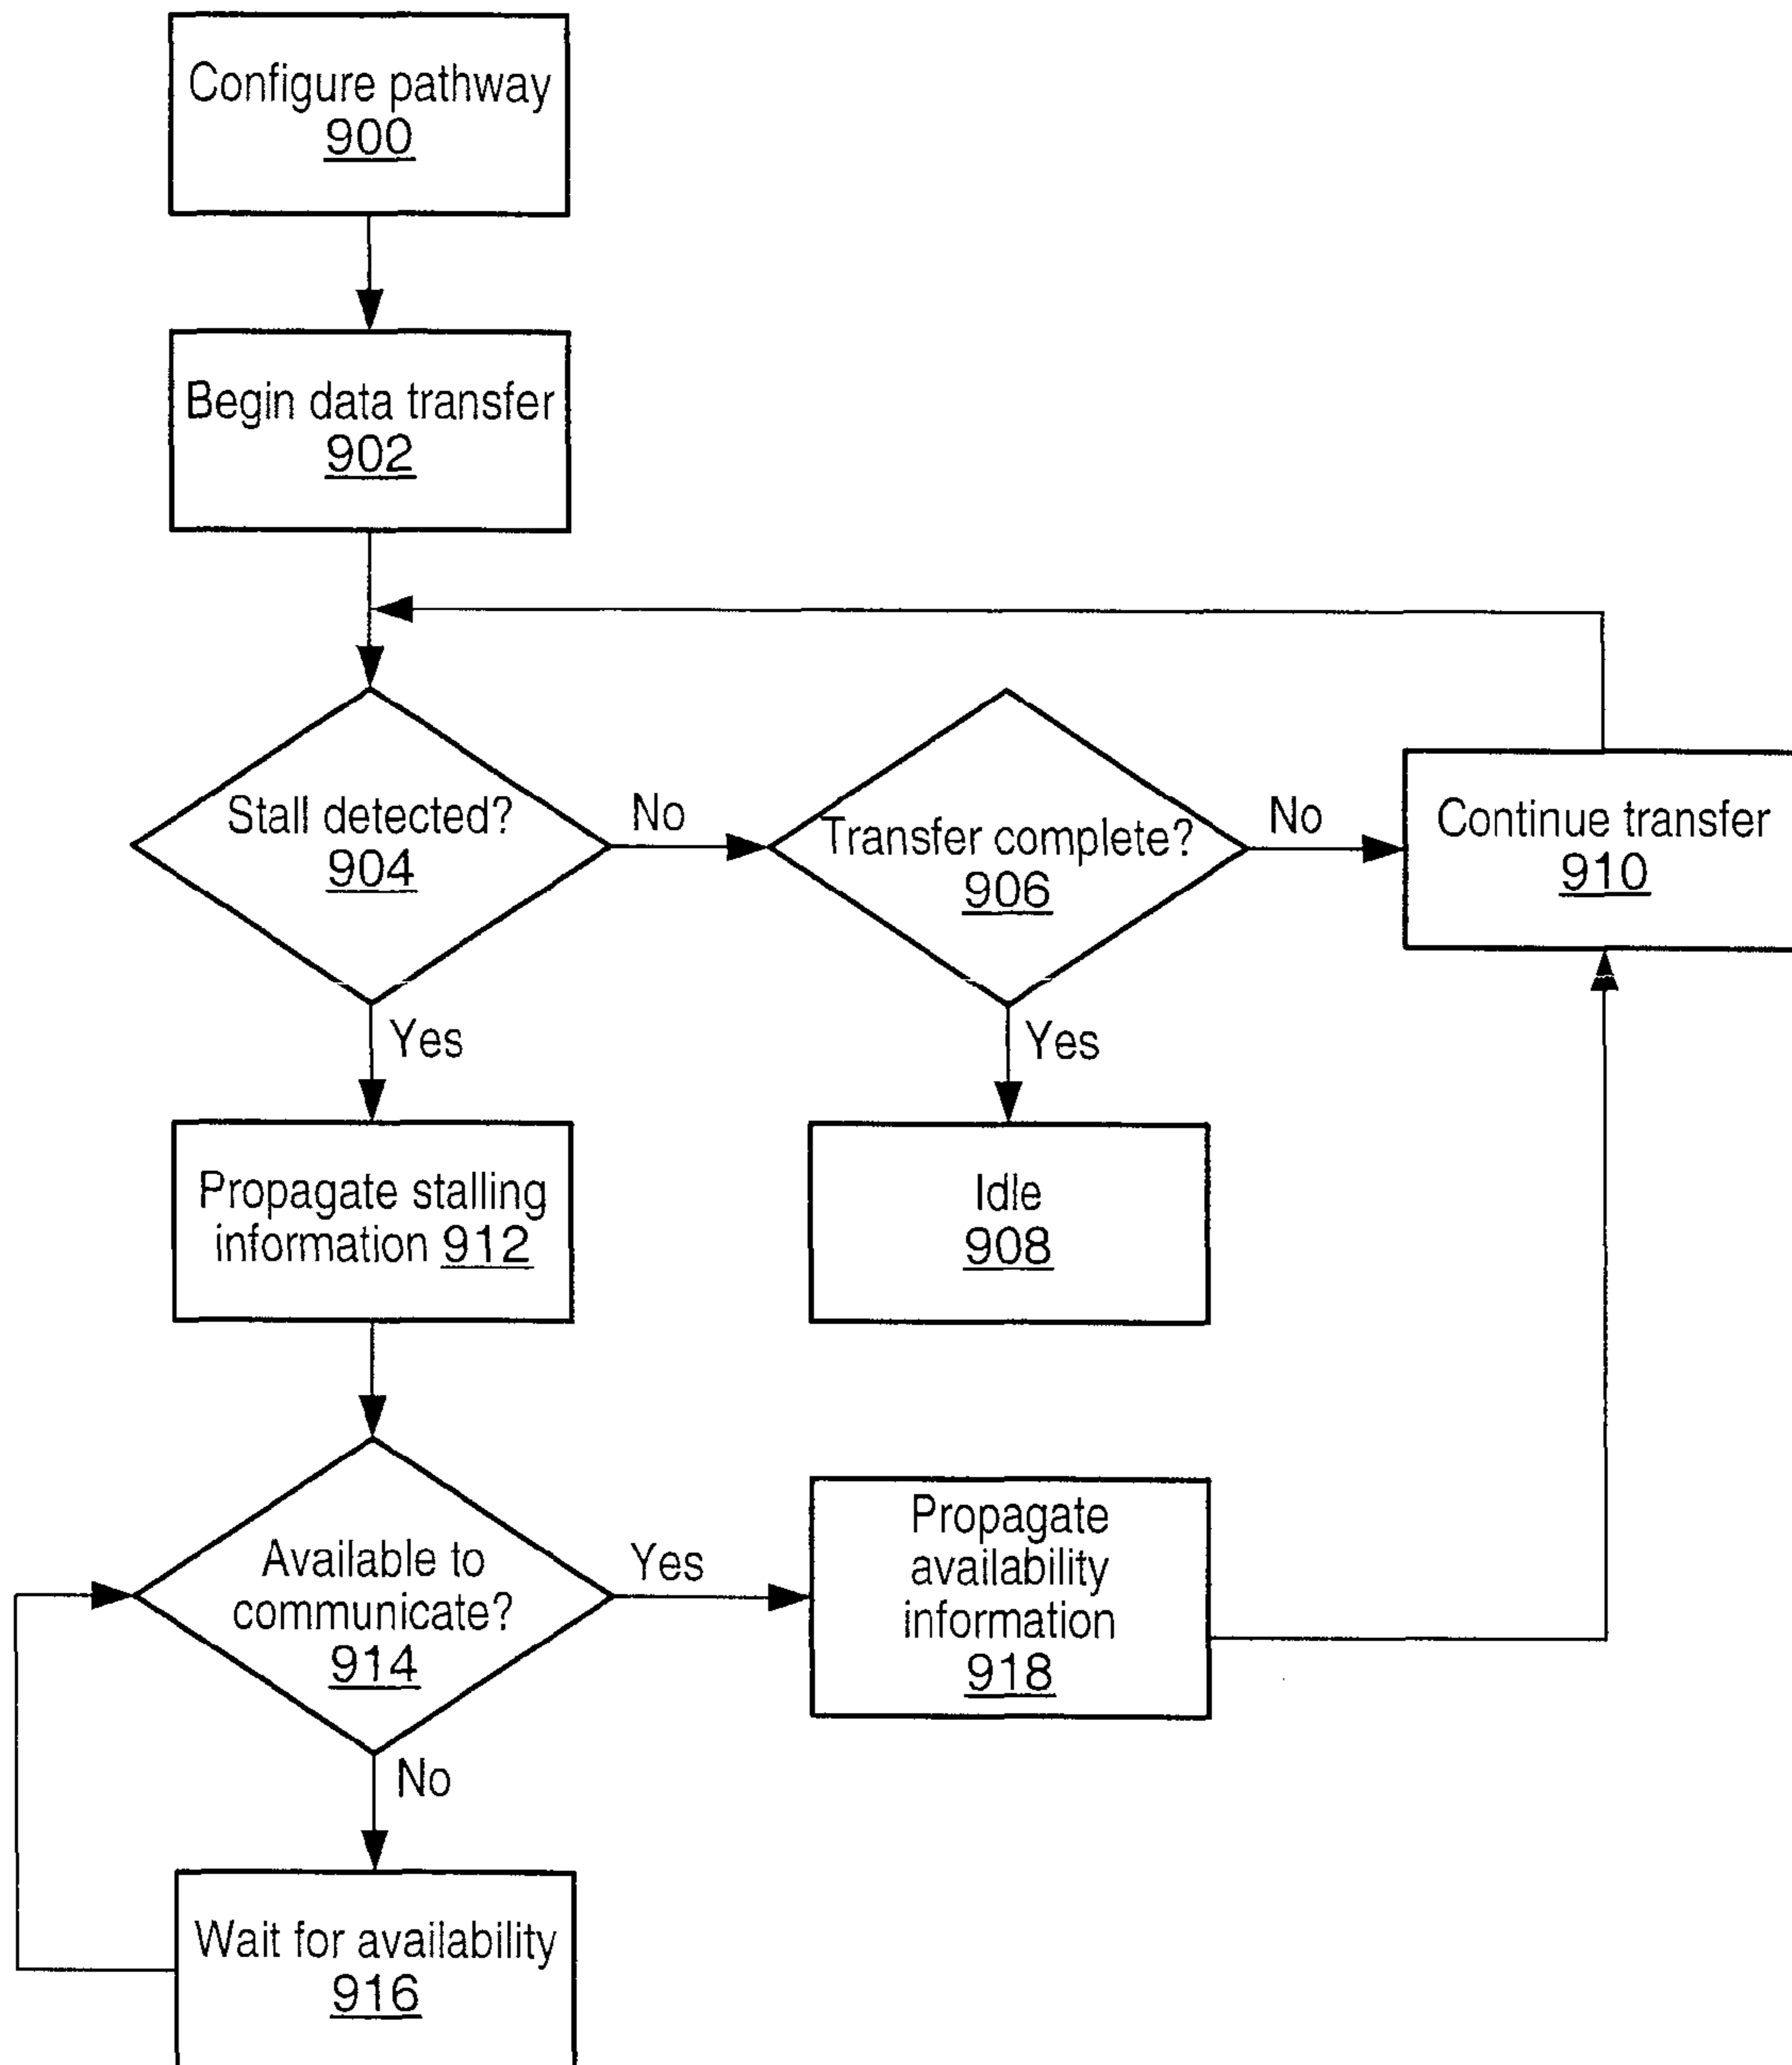 Configure pathway
900
Begin data transfer
902
Stall detected?
904
No
Transfer complete?
906
No
Continue transfer
910
Yes
Yes
Propagate stalling
information 912
Idle
908
Available to
communicate?
914
Yes
Propagate
availability
information
918
No
Wait for availability
916